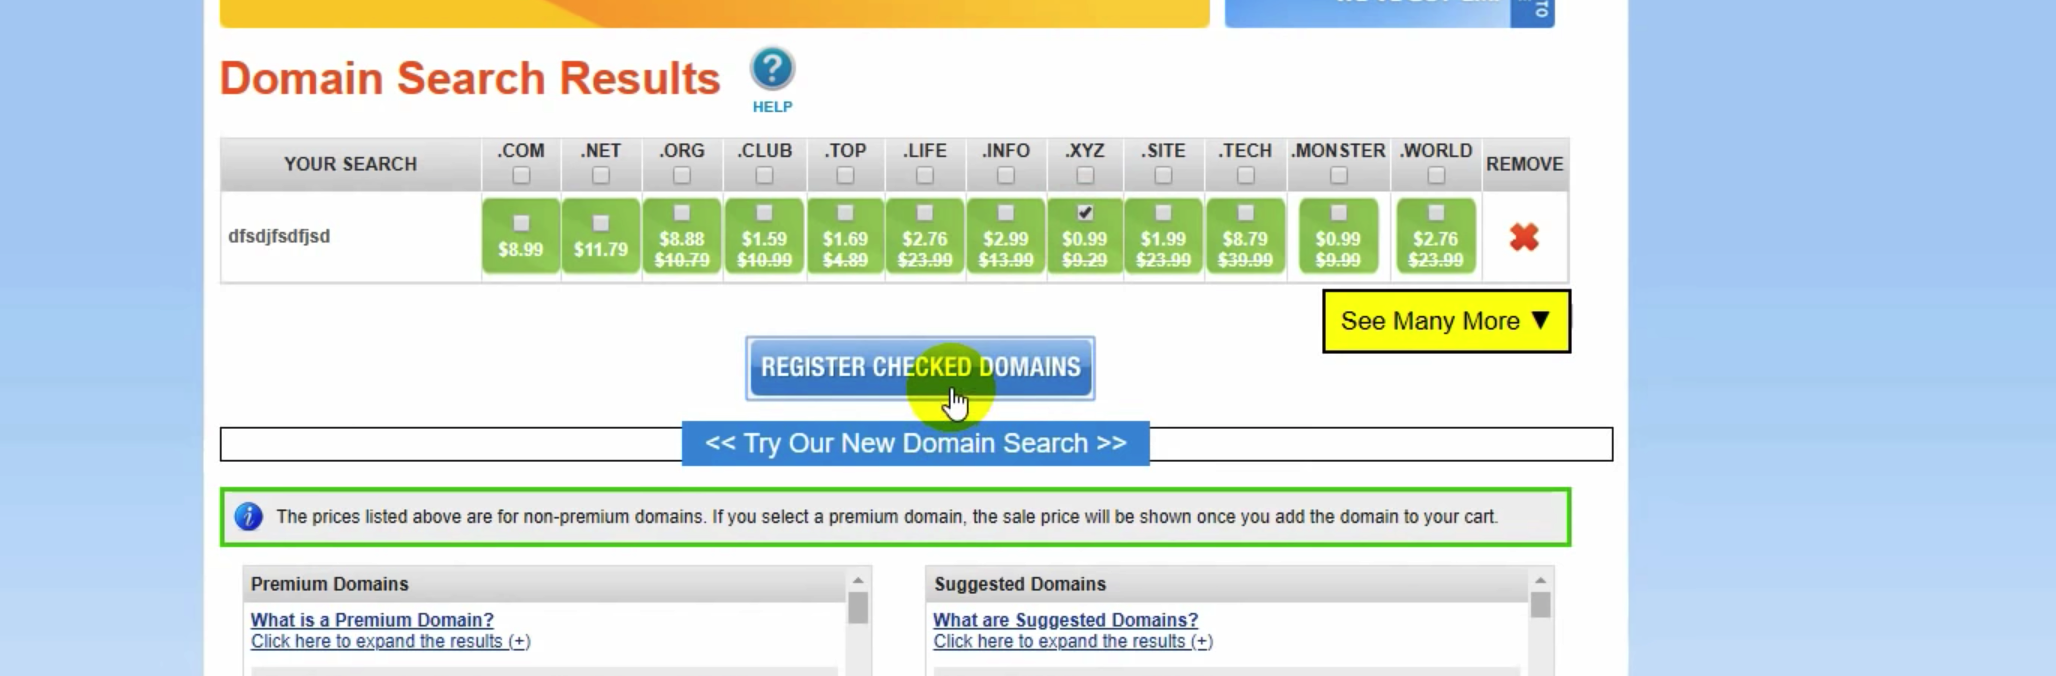 TO
Domain Search Results
HELP
YOUR SEARCH .COM .NET .ORG .CLUB .TOP .LIFE .INFO .XYZ .SITE .TECH .MONSTER .WORLD REMOVE
dfsdjfsdfjsd $8.99 $11.79 $8.88 $1.59 $1.69 $2.76 $2.99 $0.99 $1.99 $8.79 $0.99 $2.76
$10.79 $10.99 $4.89 $23.99 $13.99 $9.29 $23.99 $39.99 $9.99 $23.99
See Many More ▼
REGISTER CHECKED DOMAINS
<< Try Our New Domain Search >>
The prices listed above are for non-premium domains. If you select a premium domain, the sale price will be shown once you add the domain to your cart.
Premium Domains
What is a Premium Domain?
Click here to expand the results (+)
Suggested Domains
What are Suggested Domains?
Click here to expand the results (+)